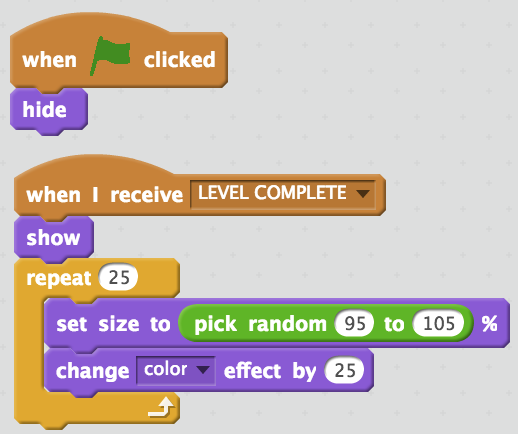 when clicked
hide
when I receive LEVEL COMPLETE
show
repeat 25
set size to pick random 95 to 105 %
change color effect by 25